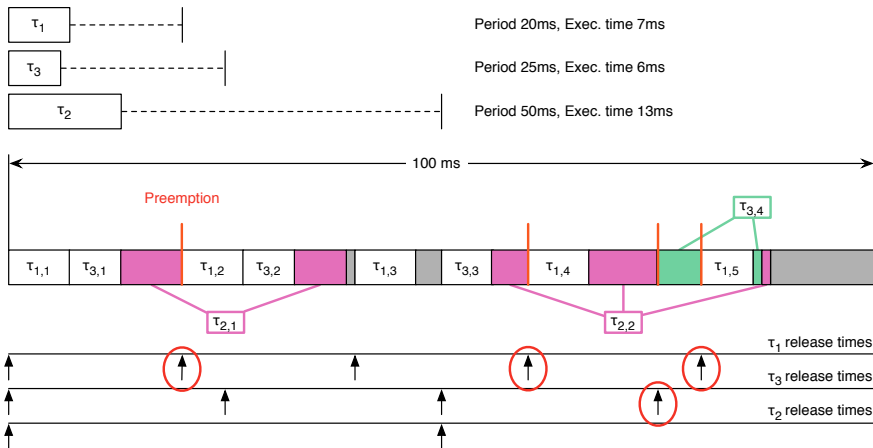 τ1 Period 20ms, Exec. time 7ms
τ3 Period 25ms, Exec. time 6ms
τ2 Period 50ms, Exec. time 13ms
100 ms
Preemption
τ3,4
τ1,1 τ3,1 τ1,2 τ3,2 τ1,3 τ3,3 τ1,4 τ1,5
τ2,1 τ2,2
τ1 release times
τ3 release times
τ2 release times